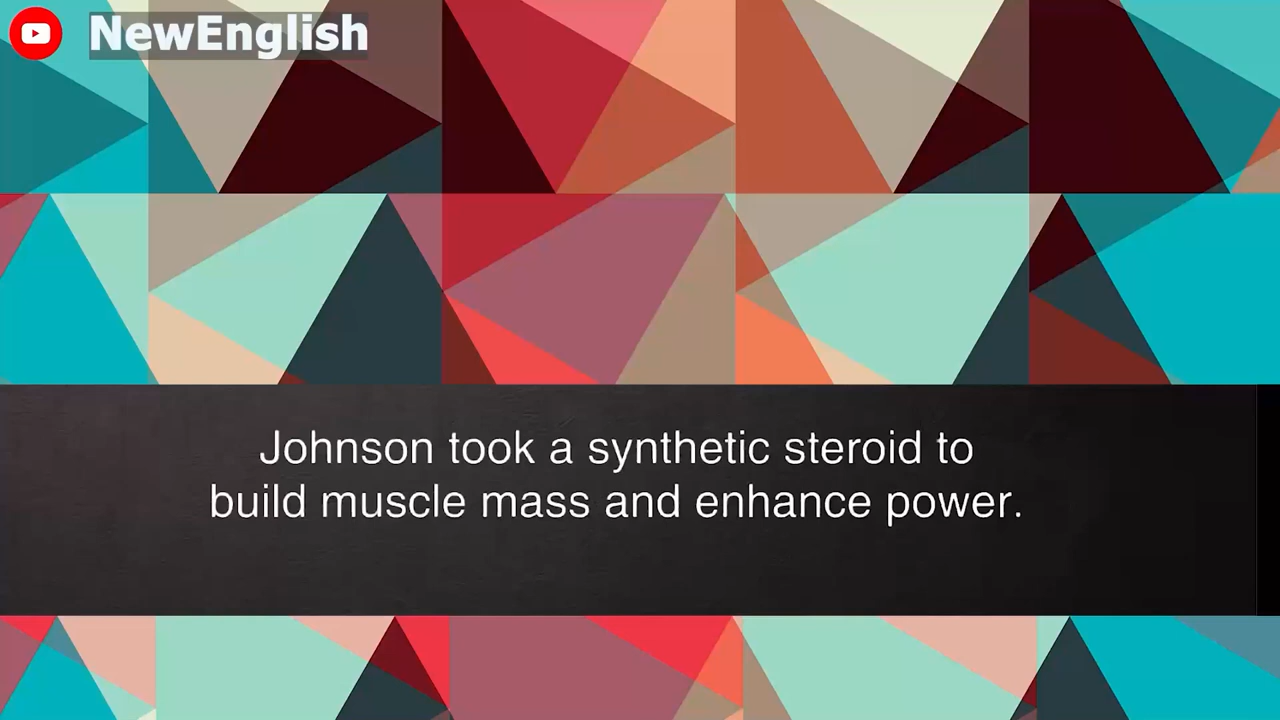 NewEnglish
Johnson took a synthetic steroid to
build muscle mass and enhance power.